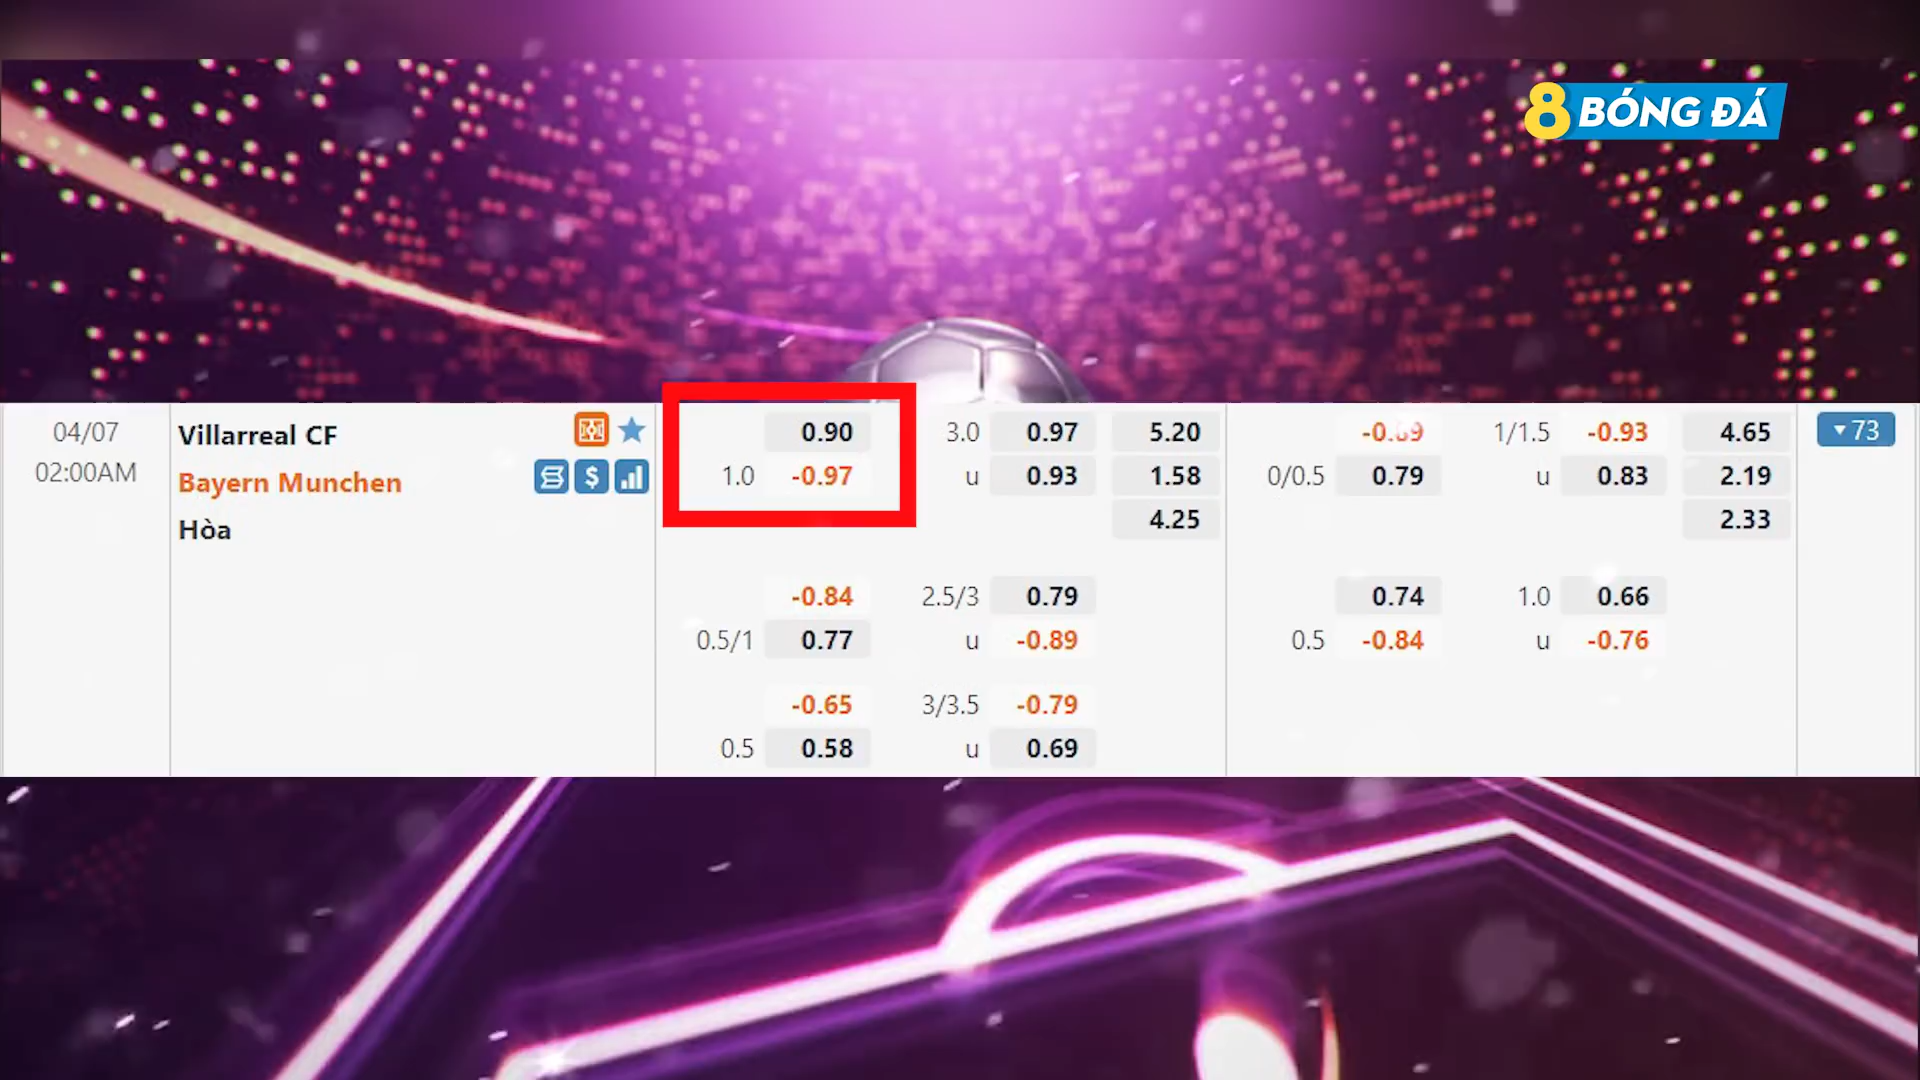 8 BÓNG ĐÁ
04/07 Villarreal CF 0.90 3.0 0.97 5.20 -0.89 1/1.5 -0.93 4.65 73
02:00AM Bayern Munchen $ 1.0 -0.97 u 0.93 1.58 0/0.5 0.79 u 0.83 2.19
Hòa 4.25 2.33
-0.84 2.5/3 0.79 0.74 1.0 0.66
0.5/1 0.77 u -0.89 0.5 -0.84 u -0.76
-0.65 3/3.5 -0.79
0.5 0.58 u 0.69